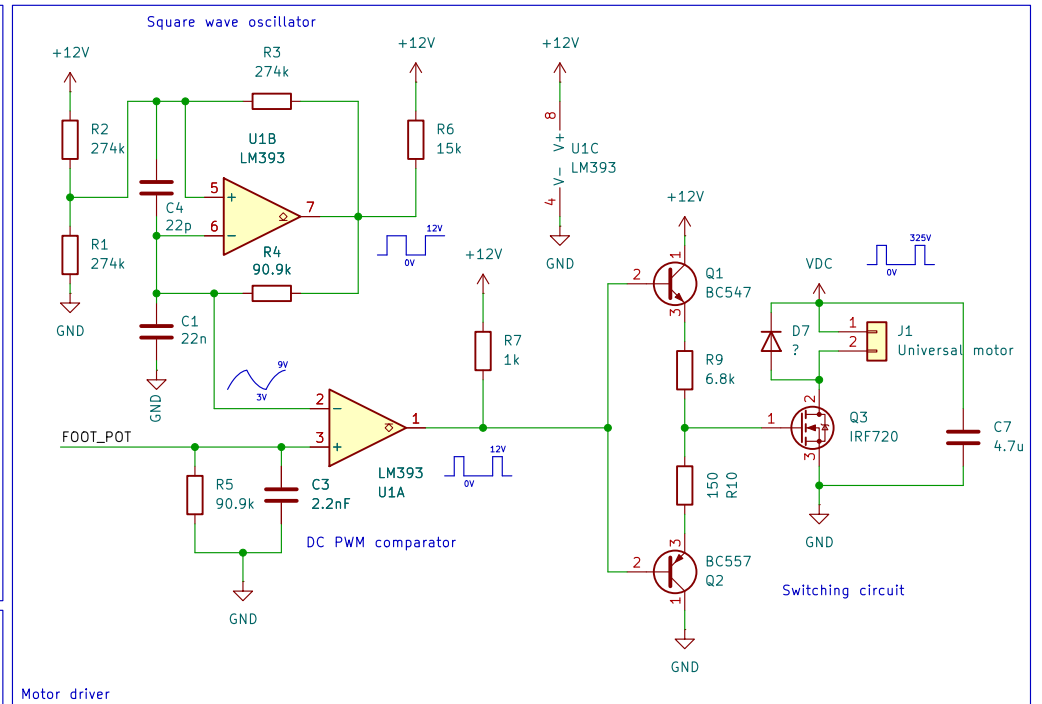 Square wave oscillator
+12V
R2
274k
R1
274k
GND
R3
274k
U1B
LM393
5
+
6
−
7
C4
22p
R4
90.9k
C1
22n
GND
+12V
R6
15k
12V
0V
+12V
8
V+
U1C
LM393
V-
4
GND
+12V
R7
1k
9V
3V
FOOT_POT
2
−
3
+
1
LM393
U1A
12V
0V
R5
90.9k
C3
2.2nF
GND
DC PWM comparator
+12V
1
2
Q1
BC547
3
R9
6.8k
150
R10
3
2
BC557
Q2
1
GND
325V
0V
VDC
D7
?
1
2
J1
Universal motor
2
1
Q3
IRF720
3
C7
4.7u
GND
Switching circuit
Motor driver